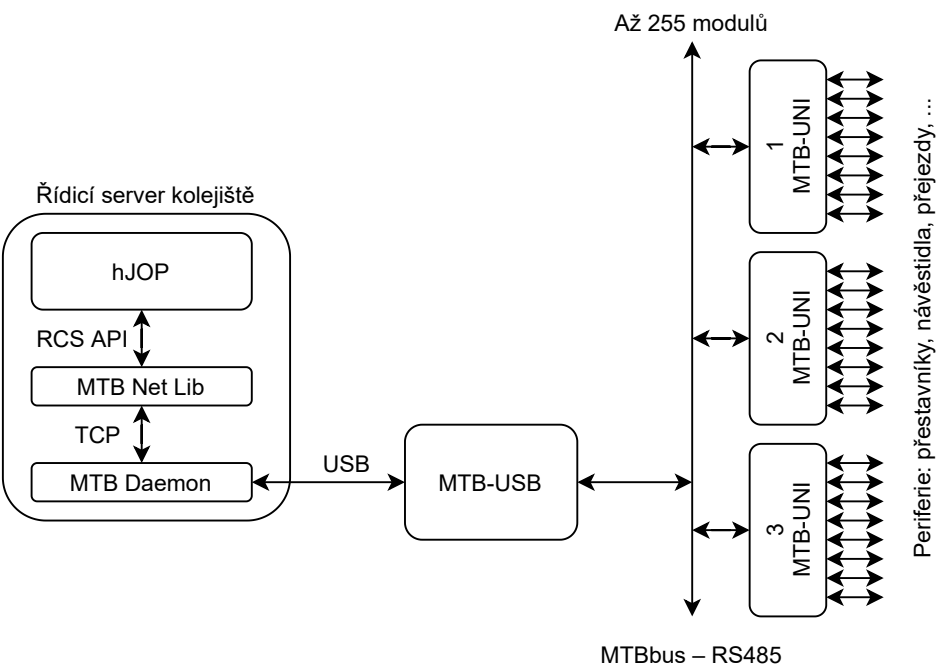 Až 255 modulů
Řídicí server kolejiště
hJOP
RCS API
MTB Net Lib
TCP
MTB Daemon
USB
MTB-USB
1
MTB-UNI
2
MTB-UNI
3
MTB-UNI
Periferie: přestavníky, návěstidla, přejezdy, ...
MTBbus – RS485